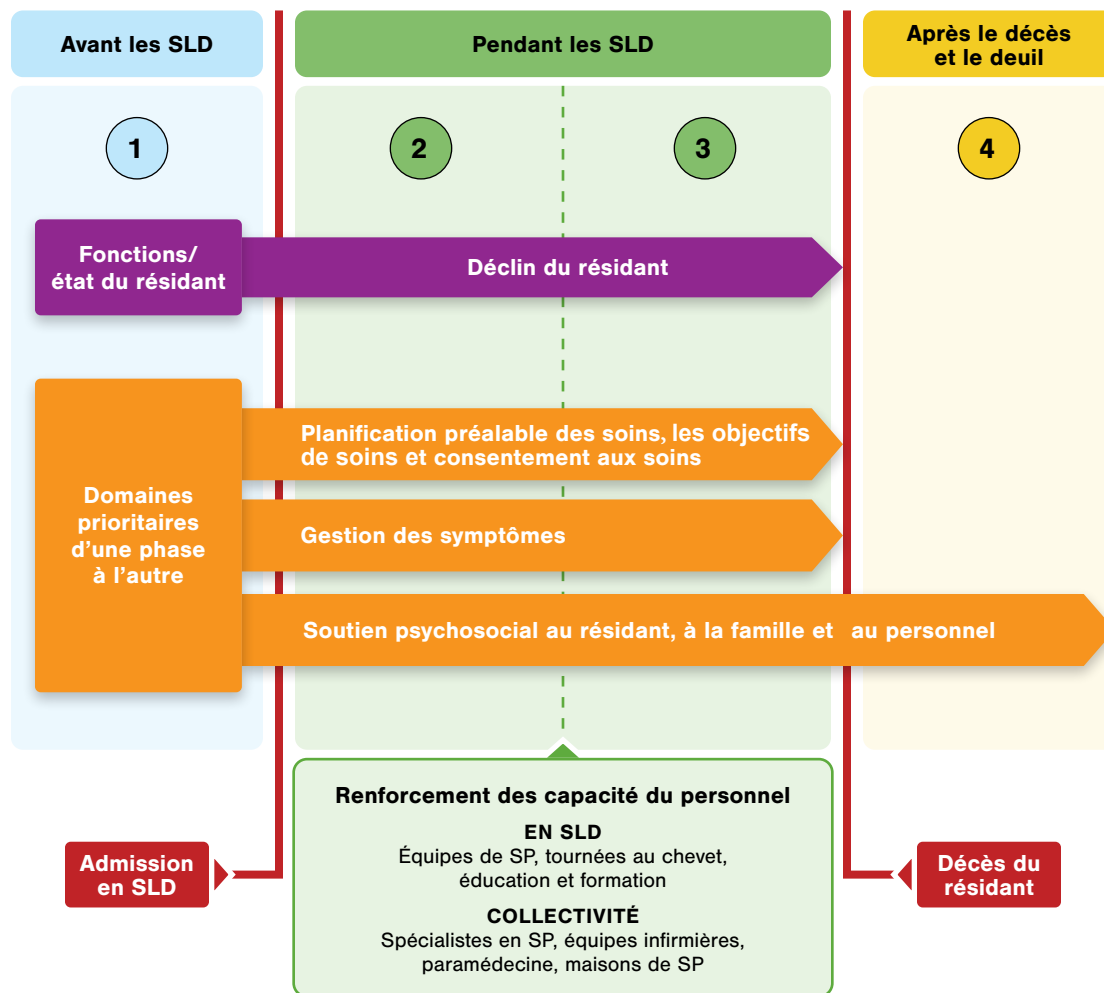 Avant les SLD
Pendant les SLD
Après le décès
et le deuil
1
2
3
4
Fonctions/
état du résidant
Déclin du résidant
Domaines
prioritaires
d'une phase
à l'autre
Planification préalable des soins, les objectifs
de soins et consentement aux soins
Gestion des symptômes
Soutien psychosocial au résidant, à la famille et au personnel
Admission
en SLD
Renforcement des capacité du personnel
EN SLD
Équipes de SP, tournées au chevet,
éducation et formation
COLLECTIVITÉ
Spécialistes en SP, équipes infirmières,
paramédecine, maisons de SP
Décès du
résidant